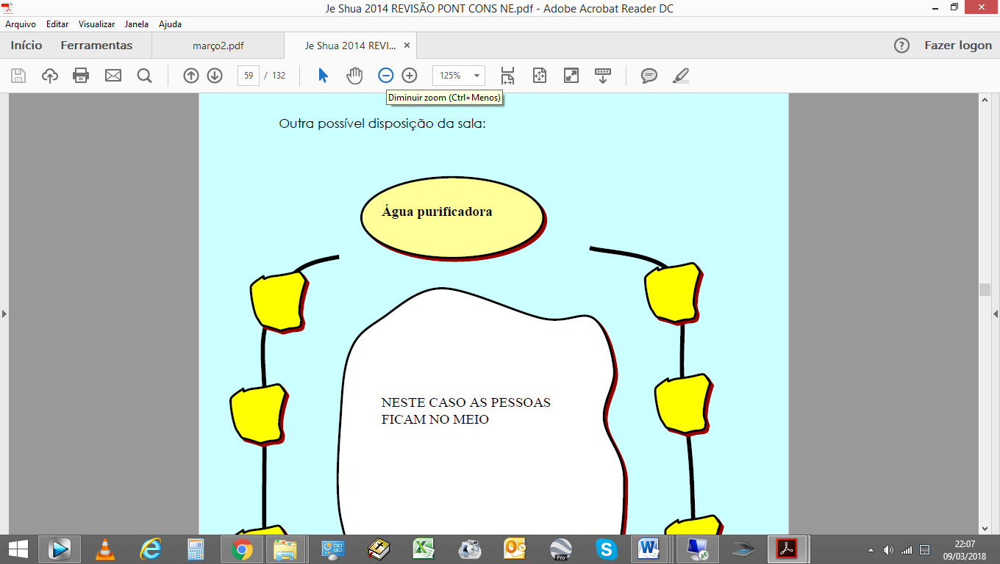 Je Shua 2014 REVISÃO PONT CONS NE.pdf - Adobe Acrobat Reader DC
Arquivo Editar Visualizar Janela Ajuda
Início Ferramentas março2.pdf Je Shua 2014 REVI... Fazer logon
59 / 132 125%
Diminuir zoom (Ctrl+Menos)
Outra possível disposição da sala:
Água purificadora
NESTE CASO AS PESSOAS
FICAM NO MEIO
Pro
22:07
09/03/2018